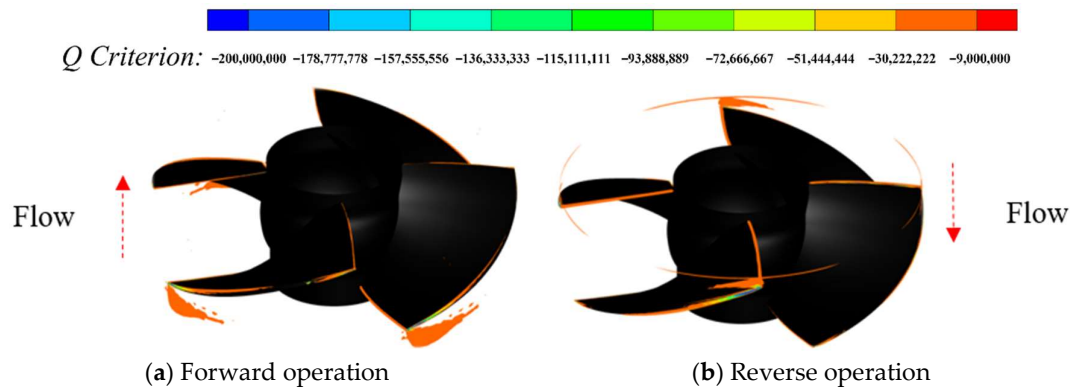 Q Criterion: −200,000,000 −178,777,778 −157,555,556 −136,333,333 −115,111,111 −93,888,889 −72,666,667 −51,444,444 −30,222,222 −9,000,000
Flow
Flow
(a) Forward operation
(b) Reverse operation